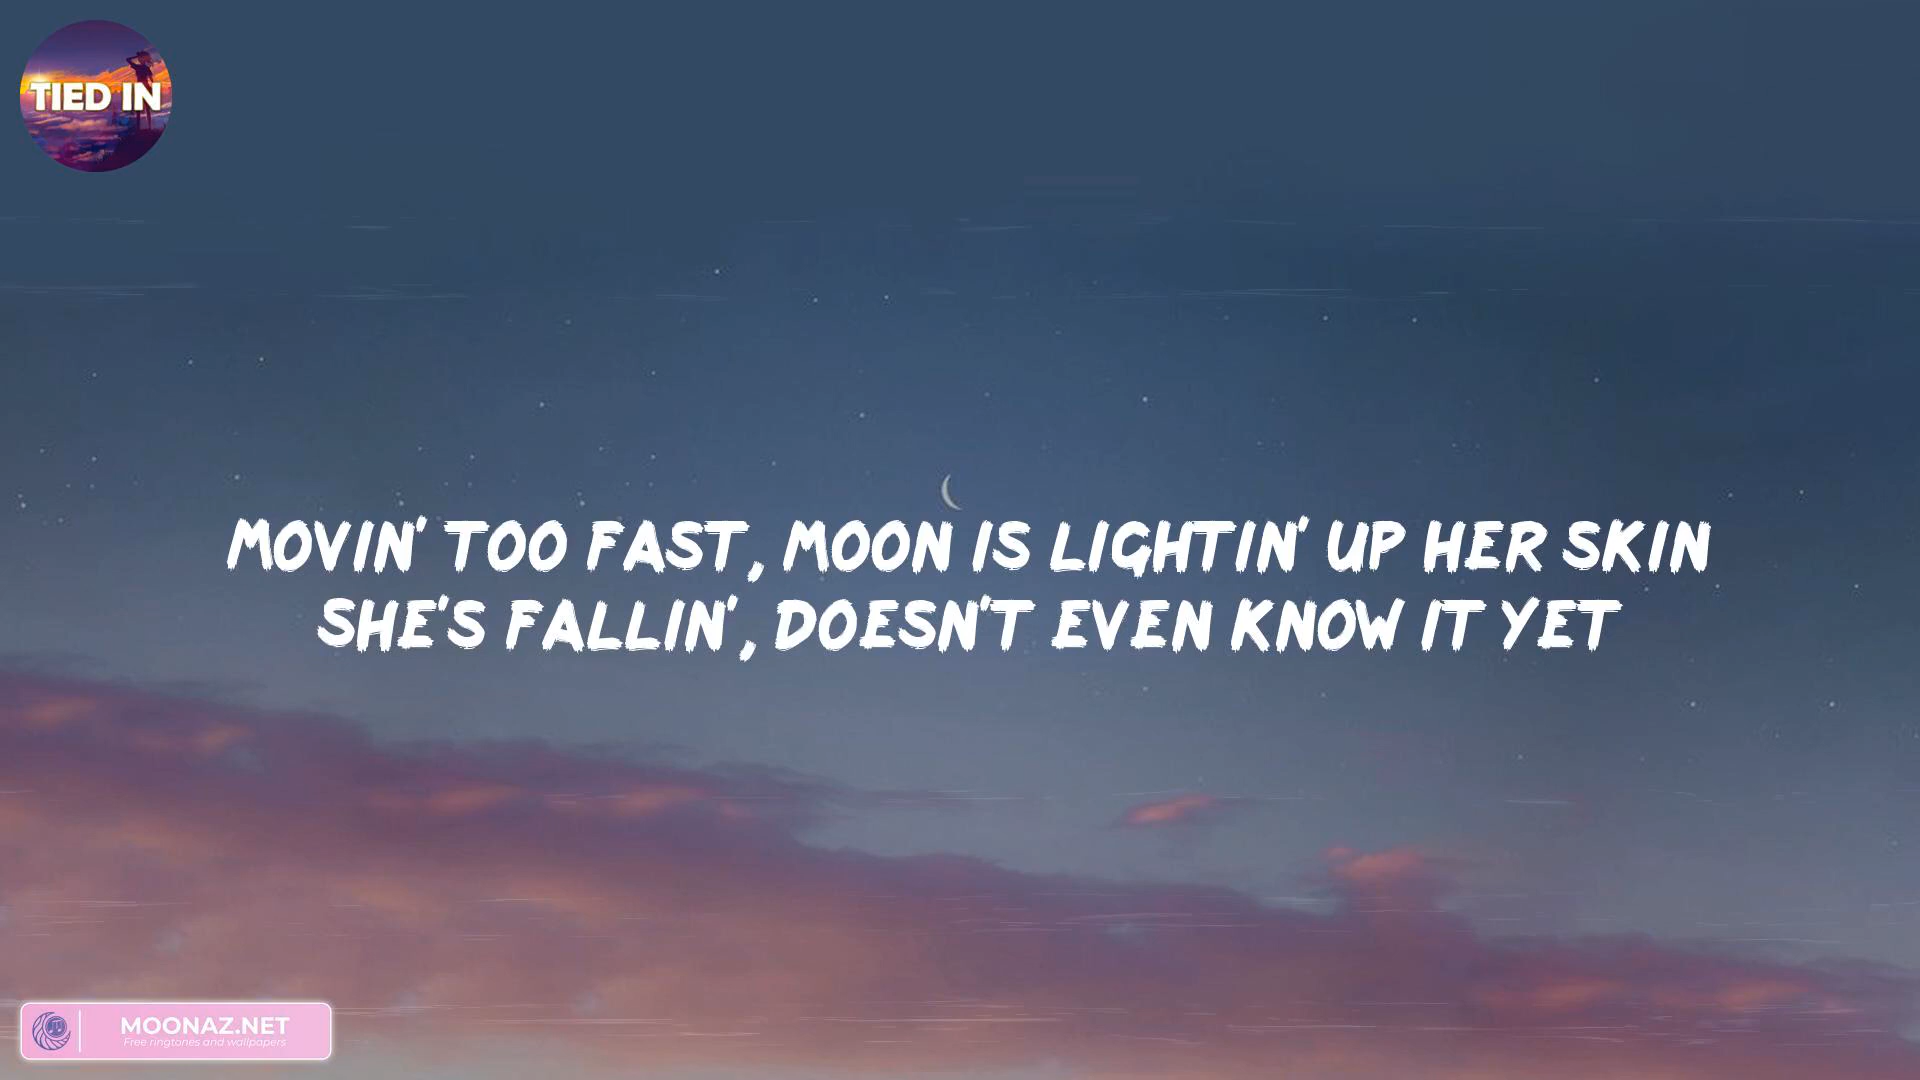 TIED IN
MOVIN' TOO FAST, MOON IS LIGHTIN' UP HER SKIN
SHE'S FALLIN', DOESN'T EVEN KNOW IT YET
MOONAZ.NET
Free ringtones and wallpapers